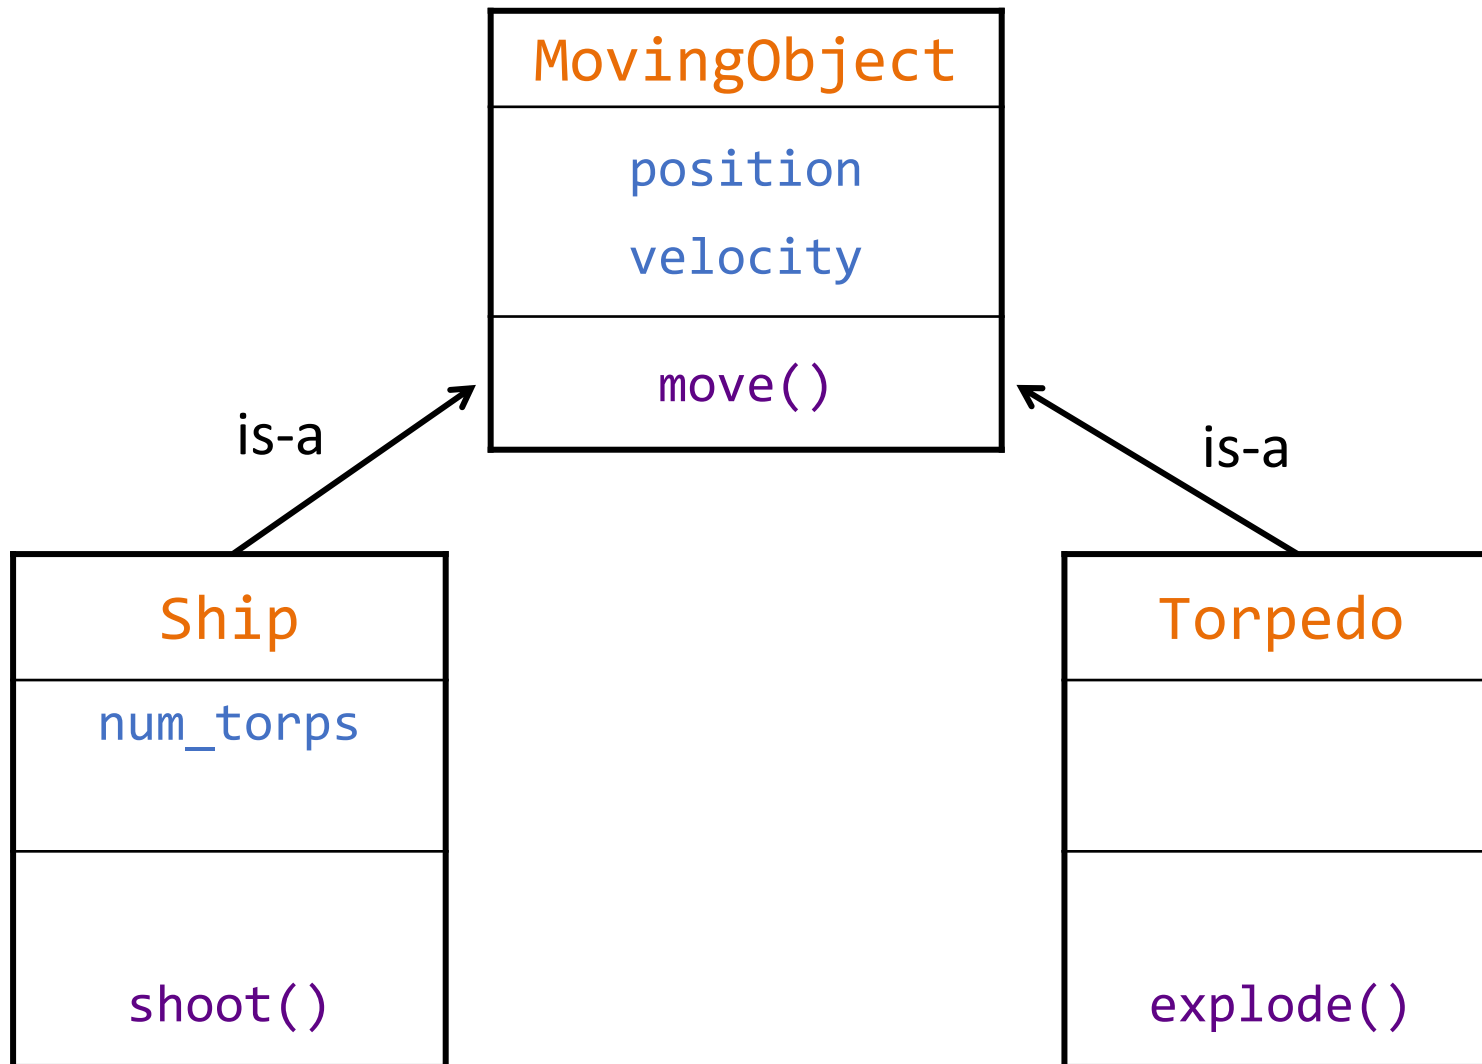 MovingObject
position
velocity
move()
is-a
is-a
Ship
num_torps
shoot()
Torpedo
explode()